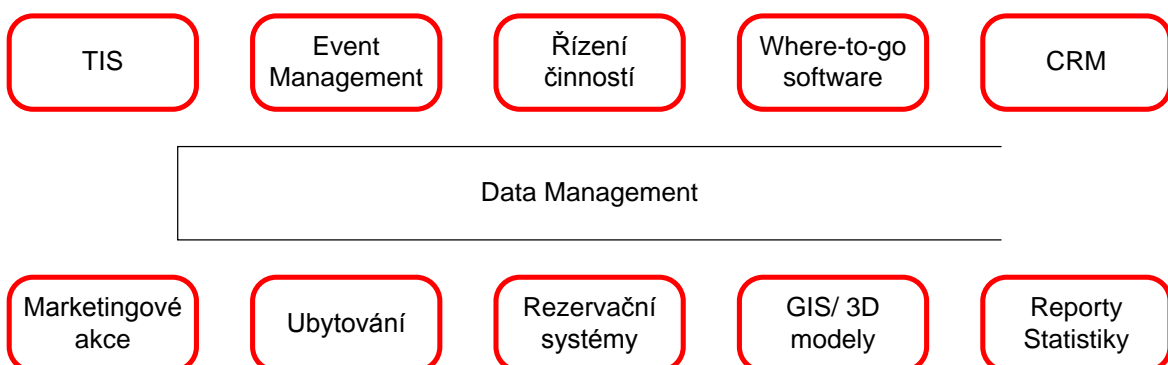 TIS
Event
Management
Řízení
činností
Where-to-go
software
CRM
Data Management
Marketingové
akce
Ubytování
Rezervační
systémy
GIS/ 3D
modely
Reporty
Statistiky